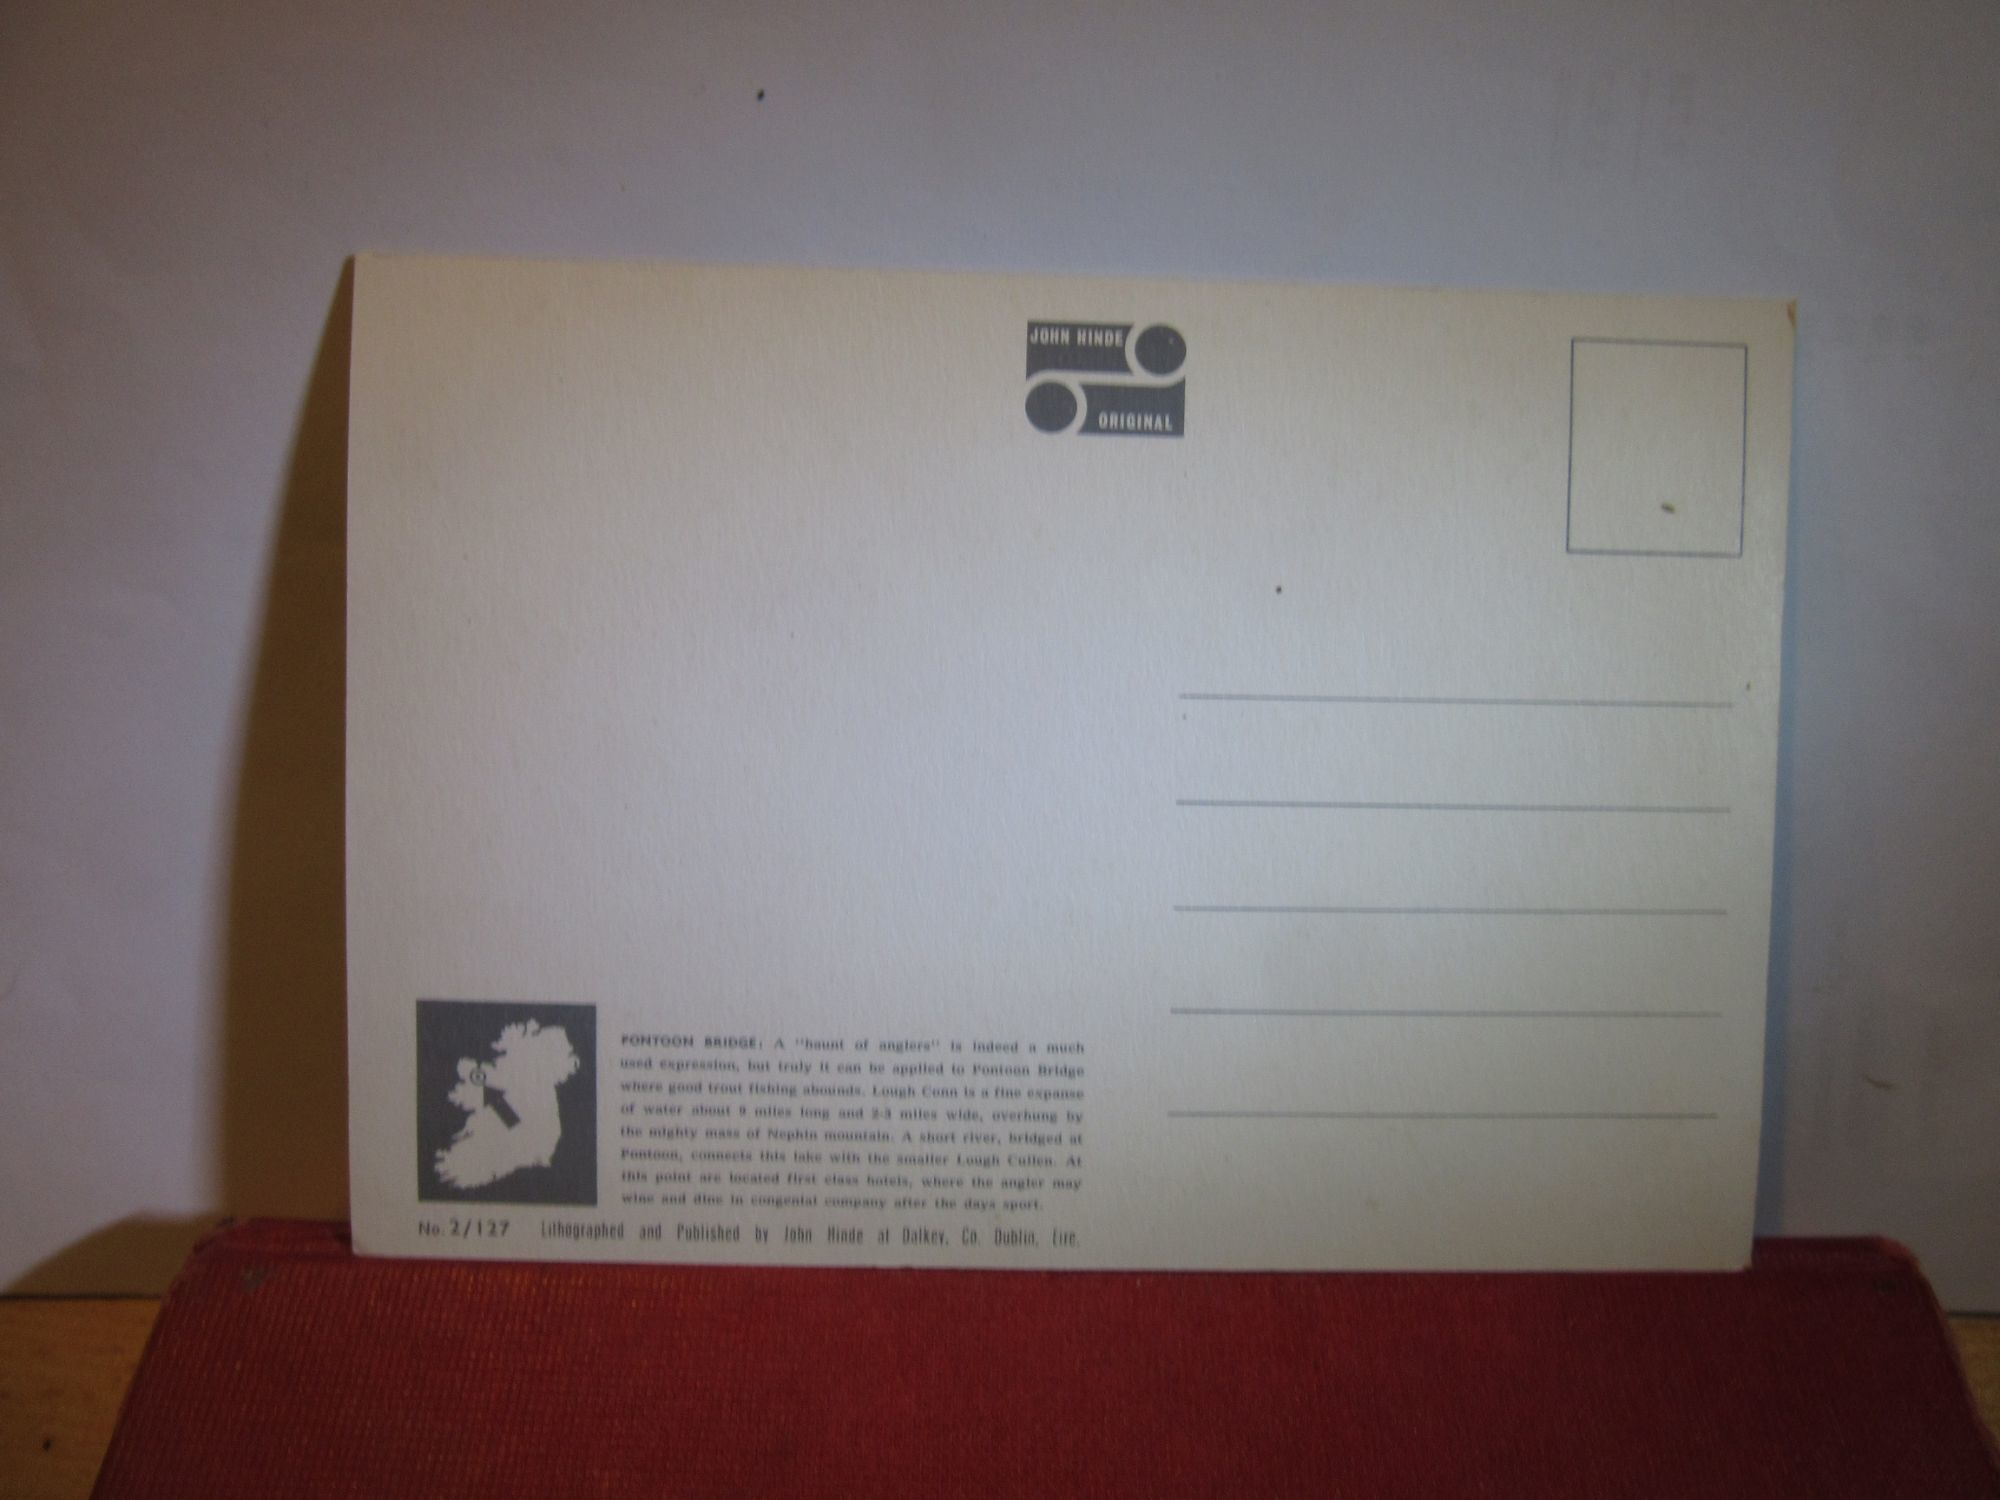 JOHN HINDE
ORIGINAL
PONTOON BRIDGE: A "haunt of anglers" is indeed a much
used expression, but truly it can be applied to Pontoon Bridge
where good trout fishing abounds. Lough Conn is a fine expanse
of water about 9 miles long and 2-3 miles wide, overhung by
the mighty mass of Nephin mountain. A short river, bridged at
Pontoon, connects this lake with the smaller Lough Cullen. At
this point are located first class hotels, where the angler may
wine and dine in congenial company after the days sport.
No. 2/127 Lithographed and Published by John Hinde at Dalkey, Co. Dublin, Eire.